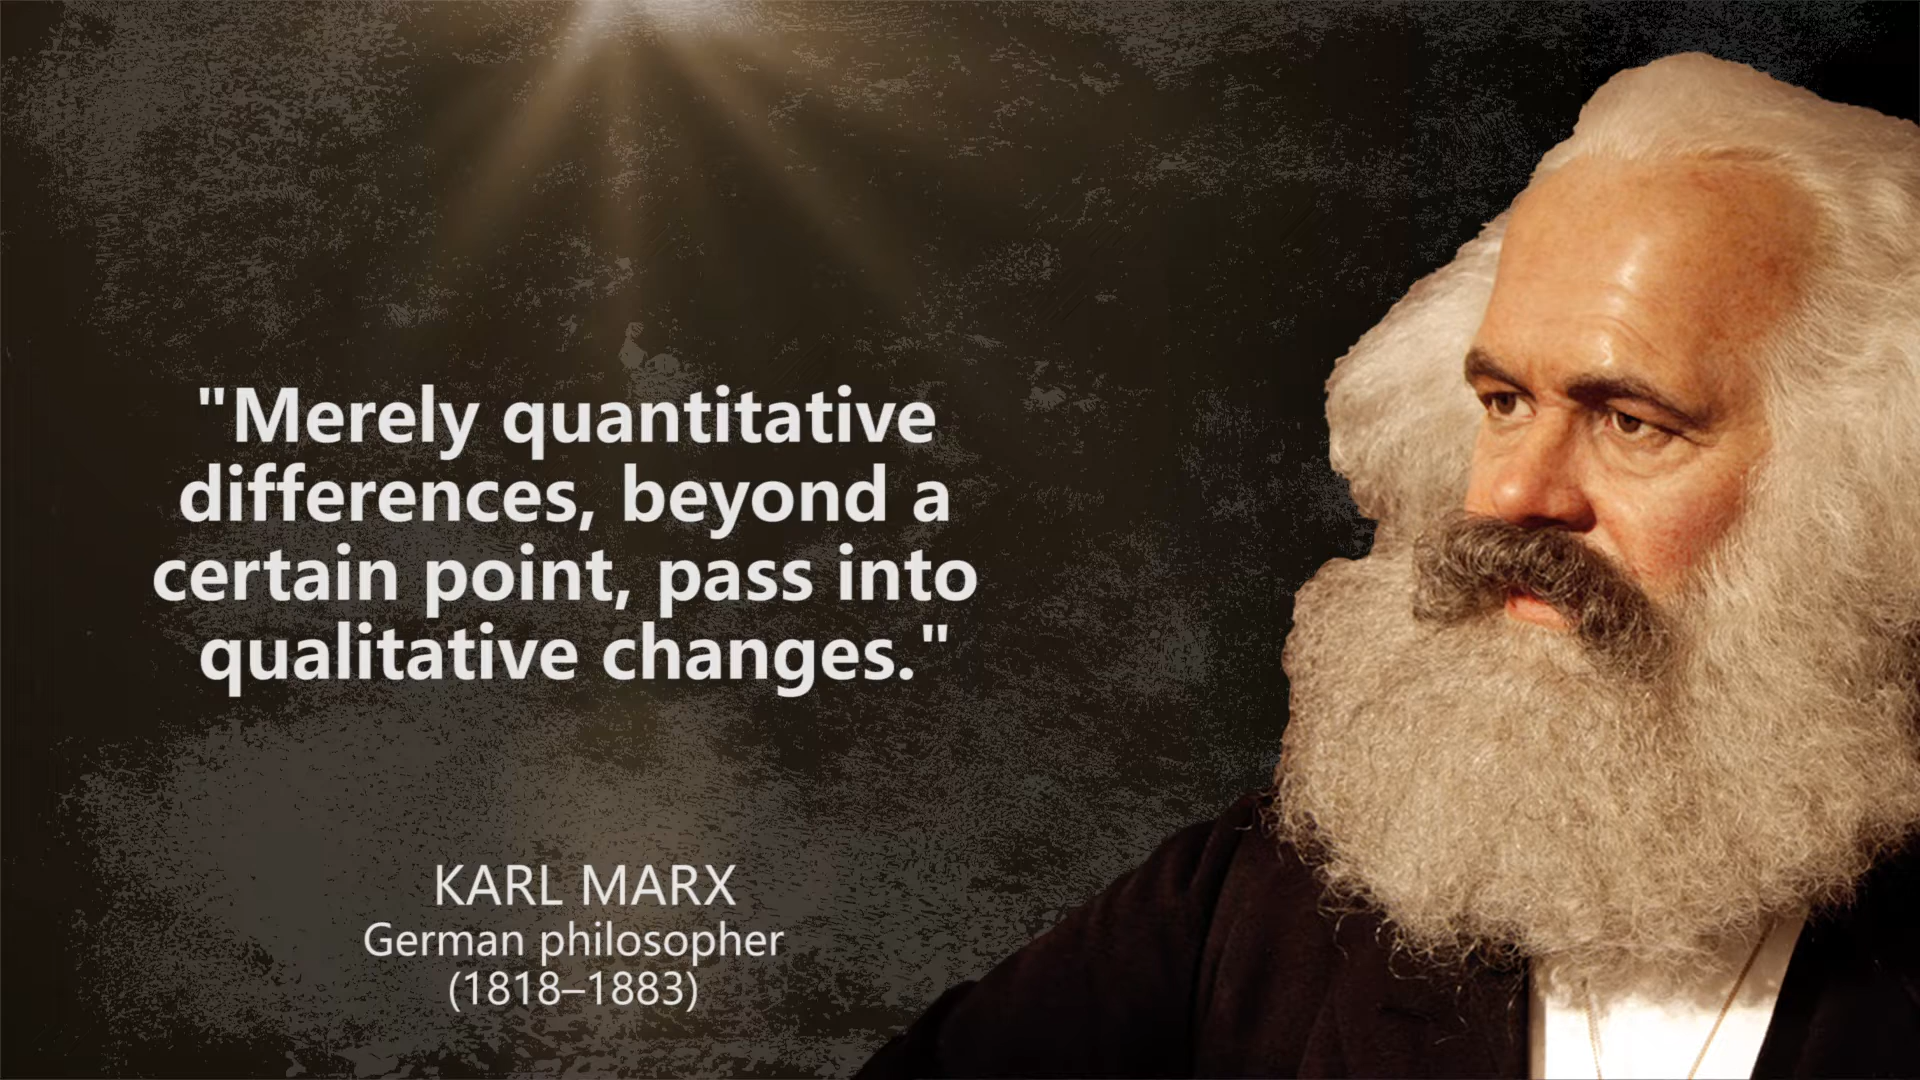 "Merely quantitative
differences, beyond a
certain point, pass into
qualitative changes."
KARL MARX
German philosopher
(1818–1883)